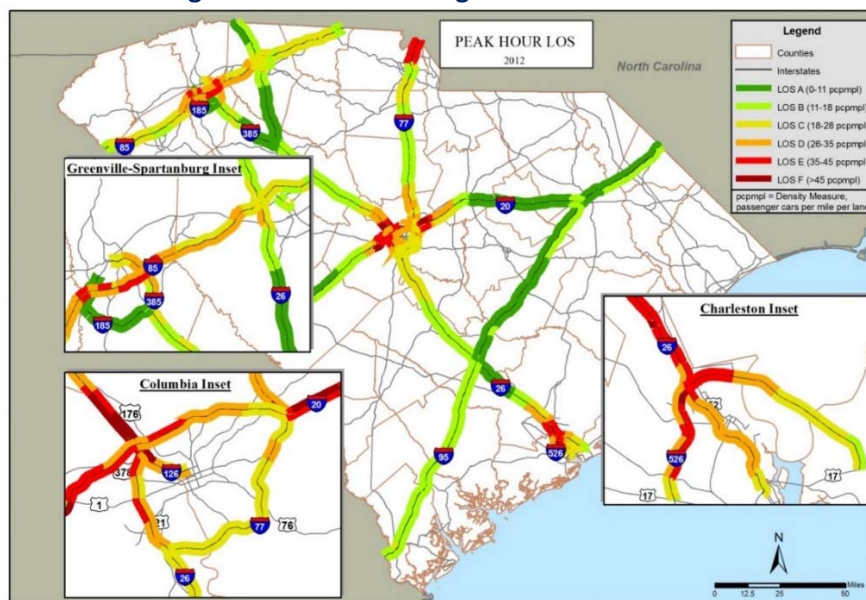 PEAK HOUR LOS
2012
North Carolina
Legend
Counties
Interstates
LOS A (0-11 pcpmpl)
LOS B (11-18 pcpmpl)
LOS C (18-28 pcpmpl)
LOS D (26-35 pcpmpl)
LOS E (35-45 pcpmpl)
LOS F (>45 pcpmpl)
pcpmpl = Density Measure,
passenger cars per mile per lane
185
85
385
77
20
26
95
526
Greenville-Spartanburg Inset
85
385
26
185
Columbia Inset
176
20
378
126
1
21
77
76
26
Charleston Inset
26
526
17
17
N
0 12.5 25 50
Miles